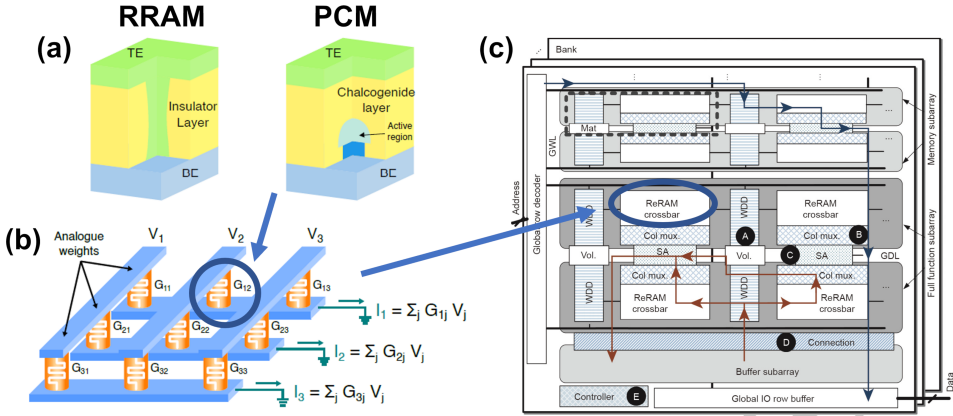 RRAM
PCM
(a)
TE
Insulator
Layer
BE
TE
Chalcogenide
layer
Active
region
BE
(b)
Analogue
weights
V1
V2
V3
G11
G12
G13
G21
G22
G23
G31
G32
G33
I1 = Σj G1j Vj
I2 = Σj G2j Vj
I3 = Σj G3j Vj
(c)
Bank
Address
Global row decoder
GWL
Mat
...
...
Memory subarray
WDD
ReRAM
crossbar
Col mux.
WDD
A
ReRAM
crossbar
Col mux.
B
...
Vol.
SA
Vol.
C
SA
GDL
Full function subarray
WDD
Col mux.
ReRAM
crossbar
WDD
Col mux.
ReRAM
crossbar
...
D
Connection
Buffer subarray
Controller
E
Global IO row buffer
Data